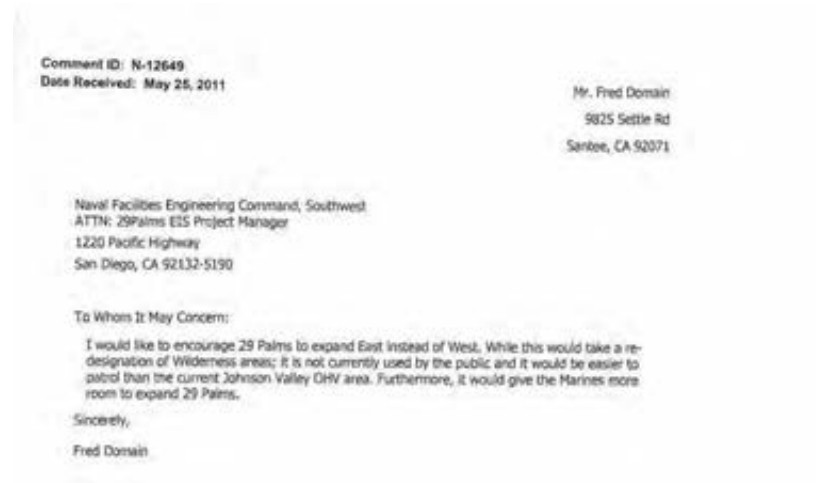 Comment ID: N-12649
Date Received: May 25, 2011
Mr. Fred Domain
9825 Settle Rd
Santee, CA 92071
Naval Facilities Engineering Command, Southwest
ATTN: 29Palms EIS Project Manager
1220 Pacific Highway
San Diego, CA 92132-5190
To Whom It May Concern:
I would like to encourage 29 Palms to expand East instead of West. While this would take a re-
designation of Wilderness areas; it is not currently used by the public and it would be easier to
patrol than the current Johnson Valley OHV area. Furthermore, it would give the Marines more
room to expand 29 Palms.
Sincerely,
Fred Domain